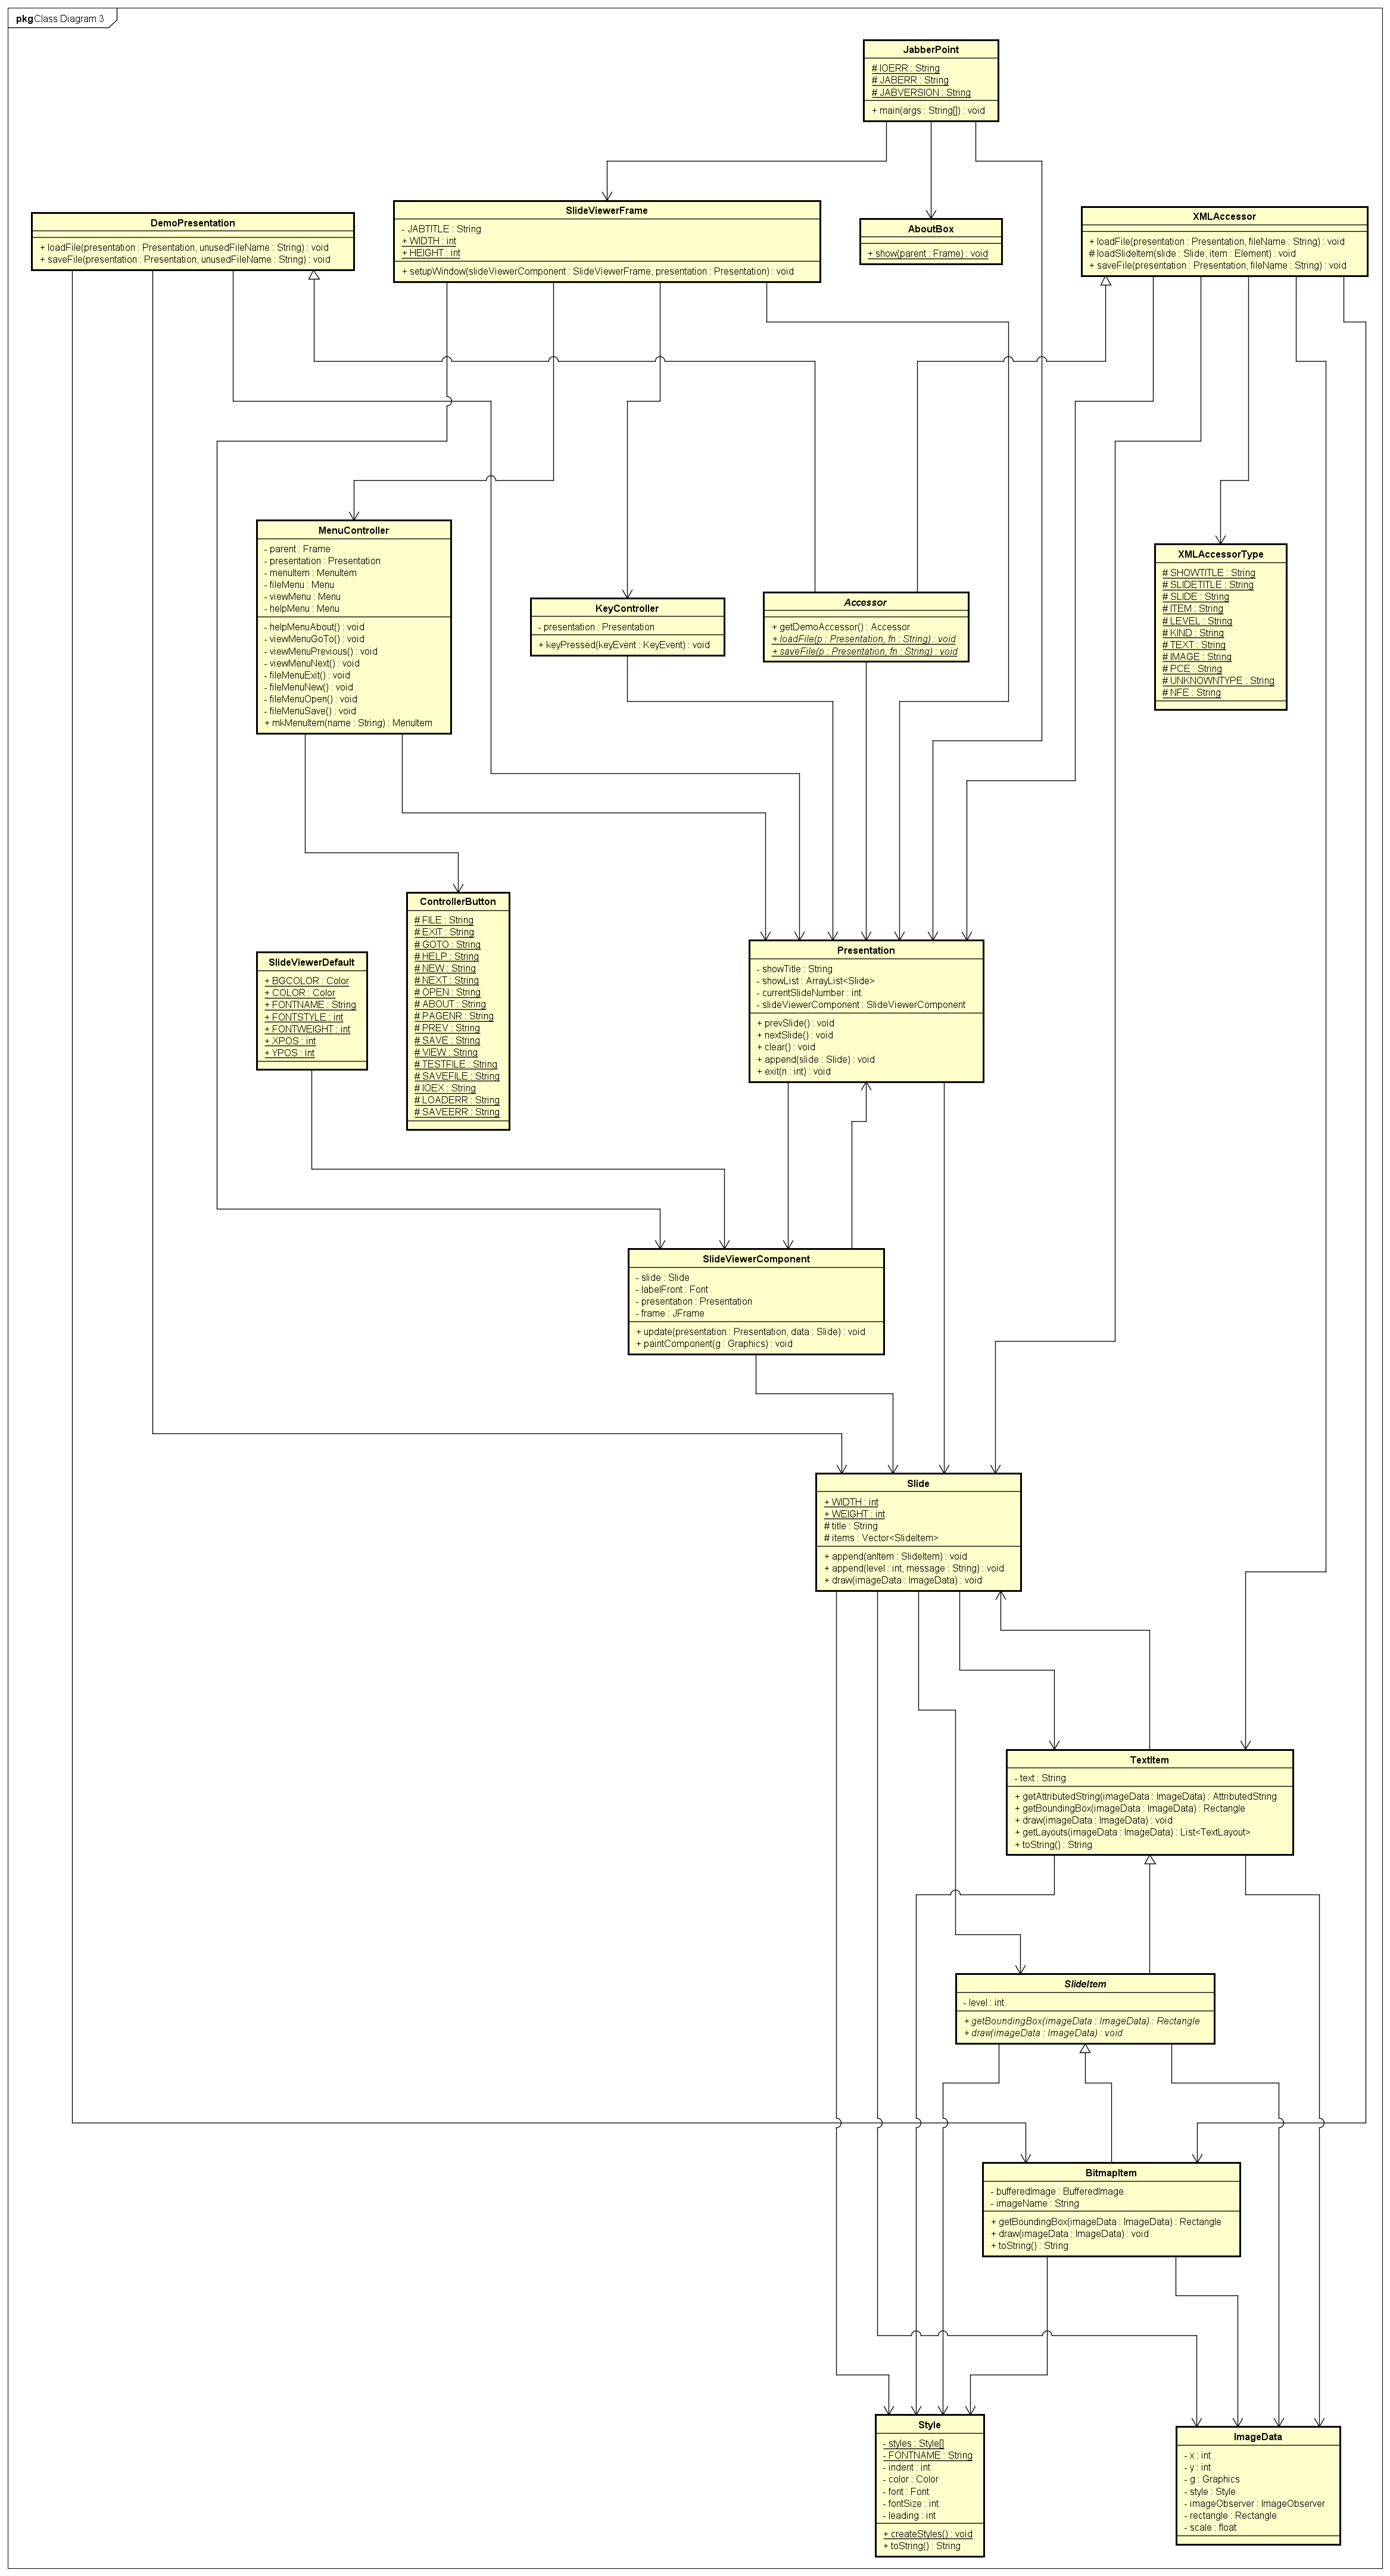 pkg Class Diagram 3
JabberPoint
# IOERR : String
# JABERR : String
# JABVERSION : String
+ main(args : String[]) : void
DemoPresentation
+ loadFile(presentation : Presentation, unusedFileName : String) : void
+ saveFile(presentation : Presentation, unusedFileName : String) : void
SlideViewerFrame
- JABTITLE : String
+ WIDTH : int
+ HEIGHT : int
+ setupWindow(slideViewerComponent : SlideViewerFrame, presentation : Presentation) : void
AboutBox
+ show(parent : Frame) : void
XMLAccessor
+ loadFile(presentation : Presentation, fileName : String) : void
# loadSlideItem(slide : Slide, item : Element) : void
+ saveFile(presentation : Presentation, fileName : String) : void
MenuController
- parent : Frame
- presentation : Presentation
- menuItem : MenuItem
- fileMenu : Menu
- viewMenu : Menu
- helpMenu : Menu
- helpMenuAbout() : void
- viewMenuGoTo() : void
- viewMenuPrevious() : void
- viewMenuNext() : void
- fileMenuExit() : void
- fileMenuNew() : void
- fileMenuOpen() : void
- fileMenuSave() : void
+ mkMenuItem(name : String) : MenuItem
KeyController
- presentation : Presentation
+ keyPressed(keyEvent : KeyEvent) : void
Accessor
+ getDemoAccessor() : Accessor
+ loadFile(p : Presentation, fn : String) : void
+ saveFile(p : Presentation, fn : String) : void
XMLAccessorType
# SHOWTITLE : String
# SLIDETITLE : String
# SLIDE : String
# ITEM : String
# LEVEL : String
# KIND : String
# TEXT : String
# IMAGE : String
# PCE : String
# UNKNOWNTYPE : String
# NFE : String
SlideViewerDefault
+ BGCOLOR : Color
+ COLOR : Color
+ FONTNAME : String
+ FONTSTYLE : int
+ FONTWEIGHT : int
+ XPOS : int
+ YPOS : int
ControllerButton
# FILE : String
# EXIT : String
# GOTO : String
# HELP : String
# NEW : String
# NEXT : String
# OPEN : String
# ABOUT : String
# PAGENR : String
# PREV : String
# SAVE : String
# VIEW : String
# TESTFILE : String
# SAVEFILE : String
# IOEX : String
# LOADERR : String
# SAVEERR : String
Presentation
- showTitle : String
- showList : ArrayList<Slide>
- currentSlideNumber : int
- slideViewerComponent : SlideViewerComponent
+ prevSlide() : void
+ nextSlide() : void
+ clear() : void
+ append(slide : Slide) : void
+ exit(n : int) : void
SlideViewerComponent
- slide : Slide
- labelFront : Font
- presentation : Presentation
- frame : JFrame
+ update(presentation : Presentation, data : Slide) : void
+ paintComponent(g : Graphics) : void
Slide
+ WIDTH : int
+ WEIGHT : int
# title : String
# items : Vector<SlideItem>
+ append(anItem : SlideItem) : void
+ append(level : int, message : String) : void
+ draw(imageData : ImageData) : void
TextItem
- text : String
+ getAttributedString(imageData : ImageData) : AttributedString
+ getBoundingBox(imageData : ImageData) : Rectangle
+ draw(imageData : ImageData) : void
+ getLayouts(imageData : ImageData) : List<TextLayout>
+ toString() : String
SlideItem
- level : int
+ getBoundingBox(imageData : ImageData) : Rectangle
+ draw(imageData : ImageData) : void
BitmapItem
- bufferedImage : BufferedImage
- imageName : String
+ getBoundingBox(imageData : ImageData) : Rectangle
+ draw(imageData : ImageData) : void
+ toString() : String
Style
- styles : Style[]
- FONTNAME : String
- indent : int
- color : Color
- font : Font
- fontSize : int
- leading : int
+ createStyles() : void
+ toString() : String
ImageData
- x : int
- y : int
- g : Graphics
- style : Style
- imageObserver : ImageObserver
- rectangle : Rectangle
- scale : float